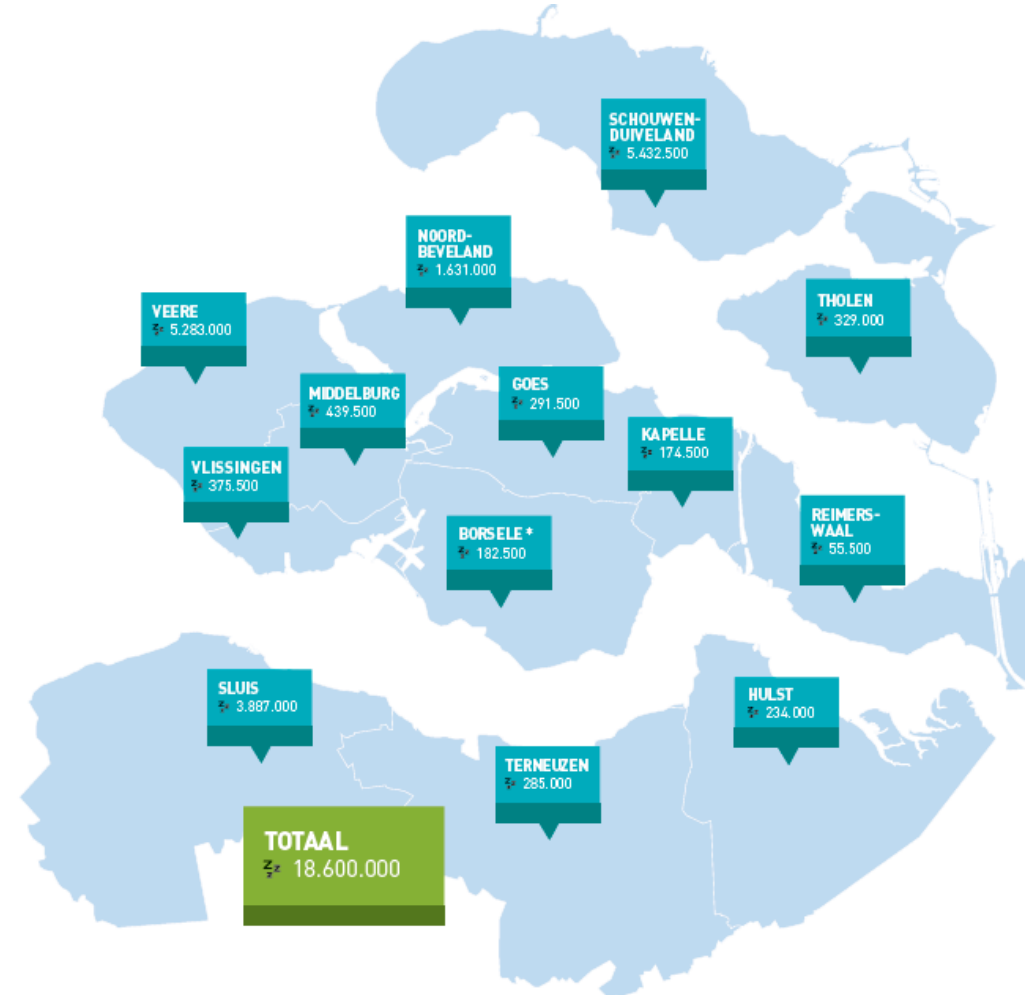 SCHOUWEN-
DUIVELAND
5.432.500
NOORD-
BEVELAND
1.631.000
THOLEN
329.000
VEERE
5.283.000
MIDDELBURG
439.500
GOES
291.500
KAPELLE
174.500
VLISSINGEN
375.500
REIMERS-
WAAL
55.500
BORSELE *
182.500
SLUIS
3.887.000
HULST
234.000
TERNEUZEN
285.000
TOTAAL
18.600.000